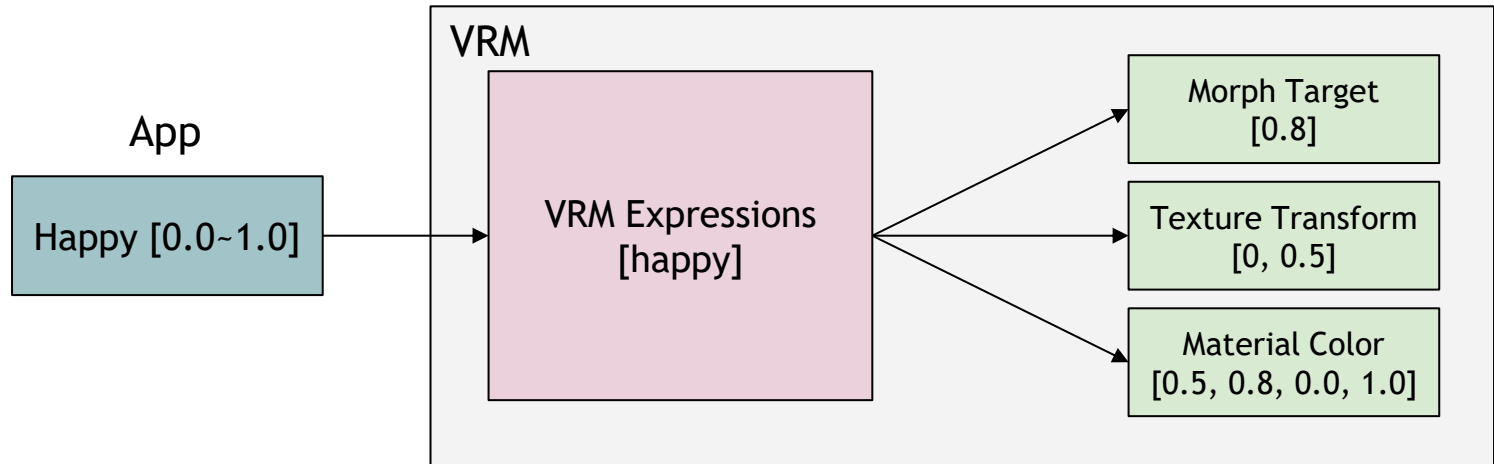 VRM
App
Happy [0.0~1.0]
VRM Expressions
[happy]
Morph Target
[0.8]
Texture Transform
[0, 0.5]
Material Color
[0.5, 0.8, 0.0, 1.0]